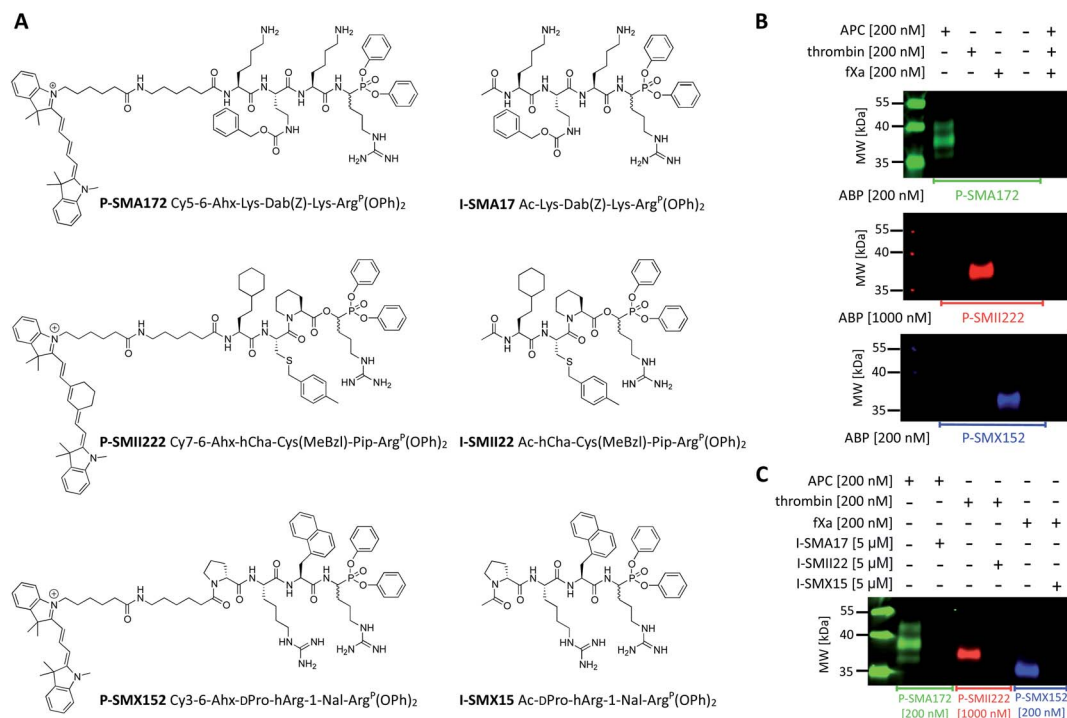 A
P-SMA172 Cy5-6-Ahx-Lys-Dab(Z)-Lys-Argᴾ(OPh)₂
I-SMA17 Ac-Lys-Dab(Z)-Lys-Argᴾ(OPh)₂
P-SMII222 Cy7-6-Ahx-hCha-Cys(MeBzl)-Pip-Argᴾ(OPh)₂
I-SMII22 Ac-hCha-Cys(MeBzl)-Pip-Argᴾ(OPh)₂
P-SMX152 Cy3-6-Ahx-DPro-hArg-1-Nal-Argᴾ(OPh)₂
I-SMX15 Ac-DPro-hArg-1-Nal-Argᴾ(OPh)₂
B
APC [200 nM] + - - - +
thrombin [200 nM] - + - - +
fXa [200 nM] - - + - +
MW [kDa]
55
40
35
ABP [200 nM] P-SMA172
MW [kDa]
55
40
35
ABP [1000 nM] P-SMII222
MW [kDa]
55
40
35
ABP [200 nM] P-SMX152
C
APC [200 nM] + + - - - -
thrombin [200 nM] - - + + - -
fXa [200 nM] - - - - + +
I-SMA17 [5 µM] - + - - - -
I-SMII22 [5 µM] - - - + - -
I-SMX15 [5 µM] - - - - - +
MW [kDa]
55
40
35
P-SMA172 P-SMII222 P-SMX152
[200 nM] [1000 nM] [200 nM]